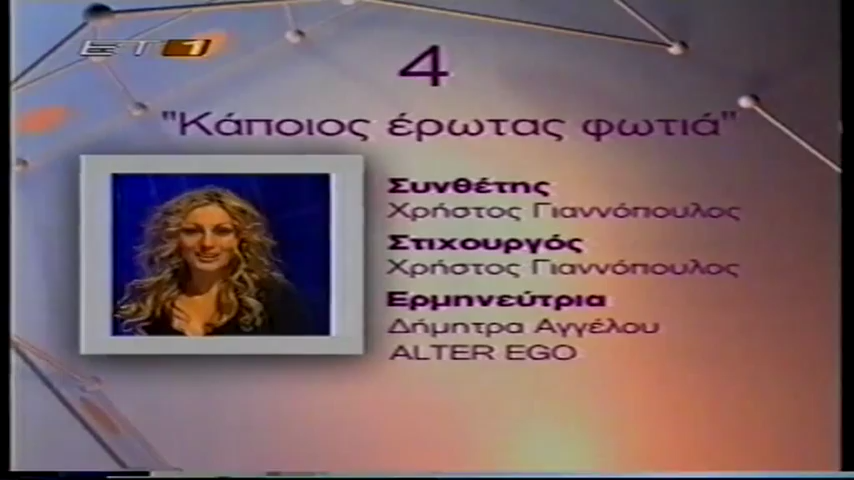 ET1
4
"Κάποιος έρωτας φωτιά"
Συνθέτης
Χρήστος Γιαννόπουλος
Στιχουργός
Χρήστος Γιαννόπουλος
Ερμηνεύτρια
Δήμητρα Αγγέλου
ALTER EGO